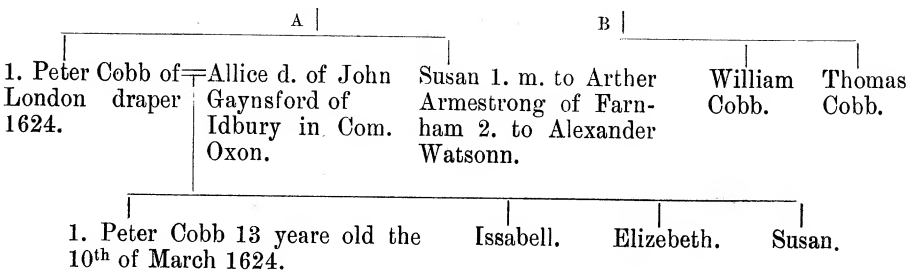 A
B
1. Peter Cobb of
London draper
1624.
Allice d. of John
Gaynsford of
Idbury in Com.
Oxon.
Susan 1. m. to Arther
Armestrong of Farn-
ham 2. to Alexander
Watsonn.
William
Cobb.
Thomas
Cobb.
1. Peter Cobb 13 yeare old the
10th of March 1624.
Issabell.
Elizebeth.
Susan.